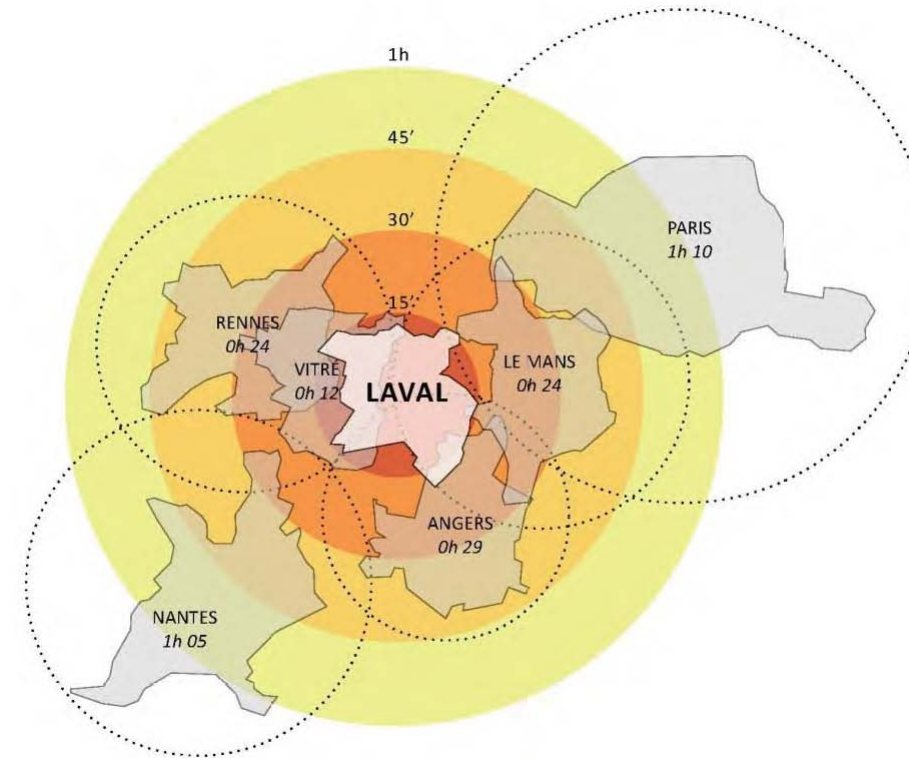 1h
45’
30’
15’
PARIS
1h 10
RENNES
0h 24
VITRÉ
0h 12
LAVAL
LE MANS
0h 24
ANGERS
0h 29
NANTES
1h 05